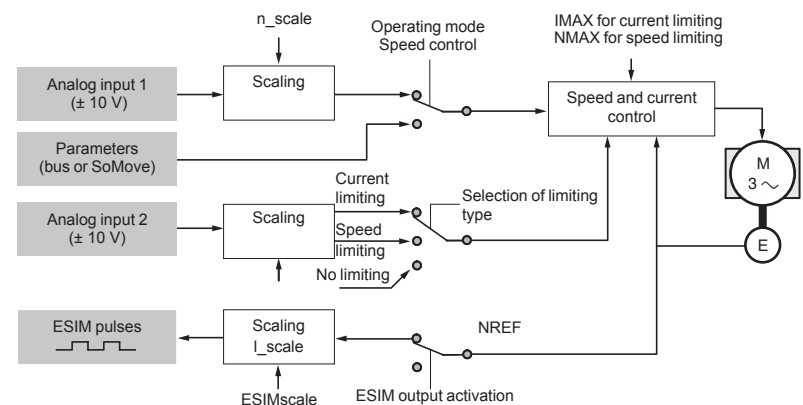 n_scale
Operating mode
Speed control
IMAX for current limiting
NMAX for speed limiting
Analog input 1
(± 10 V)
Scaling
Speed and current
control
Parameters
(bus or SoMove)
M
3 ~
Current
limiting
Selection of limiting
type
Analog input 2
(± 10 V)
Scaling
Speed
limiting
E
No limiting
ESIM pulses
Scaling
I_scale
NREF
ESIMscale
ESIM output activation